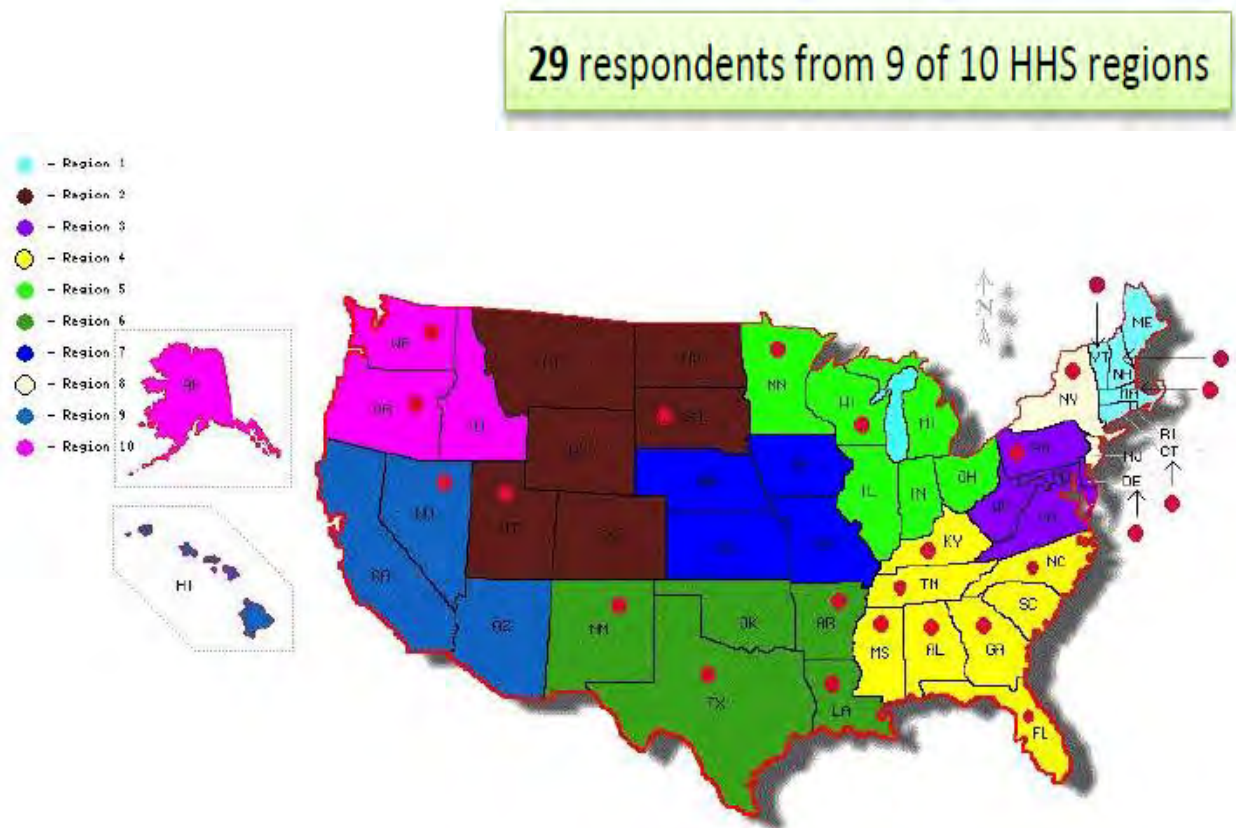 29 respondents from 9 of 10 HHS regions
- Region 1
- Region 2
- Region 3
- Region 4
- Region 5
- Region 6
- Region 7
- Region 8
- Region 9
- Region 10
N
ME
VT
NH
MA
NY
RI
CT
NJ
DE
WA
OR
AK
MN
WI
MI
IL
IN
OH
PA
KY
TN
NC
SC
UT
AZ
NM
OK
AR
TX
LA
MS
AL
GA
FL
HI